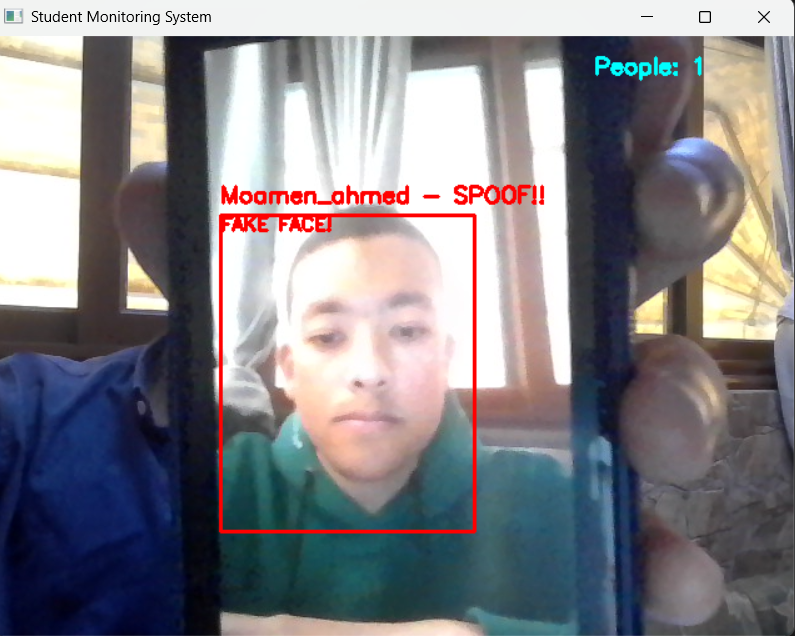 Student Monitoring System
People: 1
Moamen_ahmed - SPOOF!!
FAKE FACE!